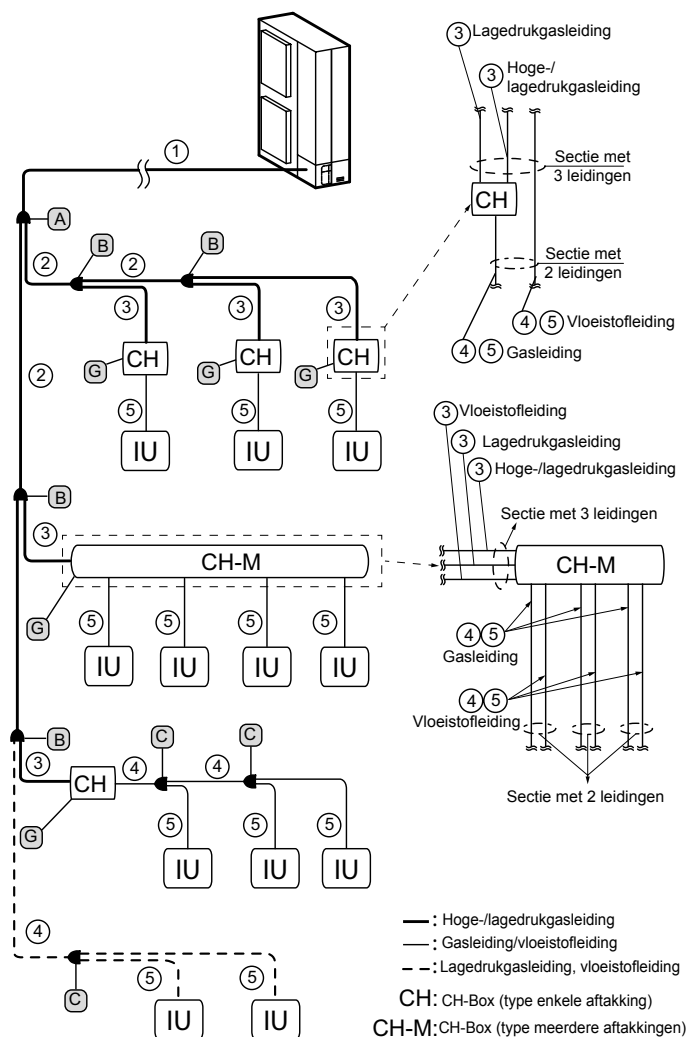 ① 
A
B
B
②
②
③
③
③
CH
CH
CH
G
G
G
⑤
⑤
⑤
IU
IU
IU
②
B
③
CH-M
G
⑤
⑤
⑤
⑤
IU
IU
IU
IU
B
C
C
③
CH
④
④
G
⑤
⑤
⑤
IU
IU
IU
④
C
⑤
⑤
IU
IU
③ Lagedrukgasleiding
③ Hoge-/
lagedrukgasleiding
Sectie met
3 leidingen
CH
Sectie met
2 leidingen
④ ⑤ Vloeistofleiding
④ ⑤ Gasleiding
③ Vloeistofleiding
③ Lagedrukgasleiding
③ Hoge-/lagedrukgasleiding
Sectie met 3 leidingen
CH-M
④ ⑤
Gasleiding
④ ⑤
Vloeistofleiding
Sectie met 2 leidingen
: Hoge-/lagedrukgasleiding
: Gasleiding/vloeistofleiding
: Lagedrukgasleiding, vloeistofleiding
CH: CH-Box (type enkele aftakking)
CH-M: CH-Box (type meerdere aftakkingen)